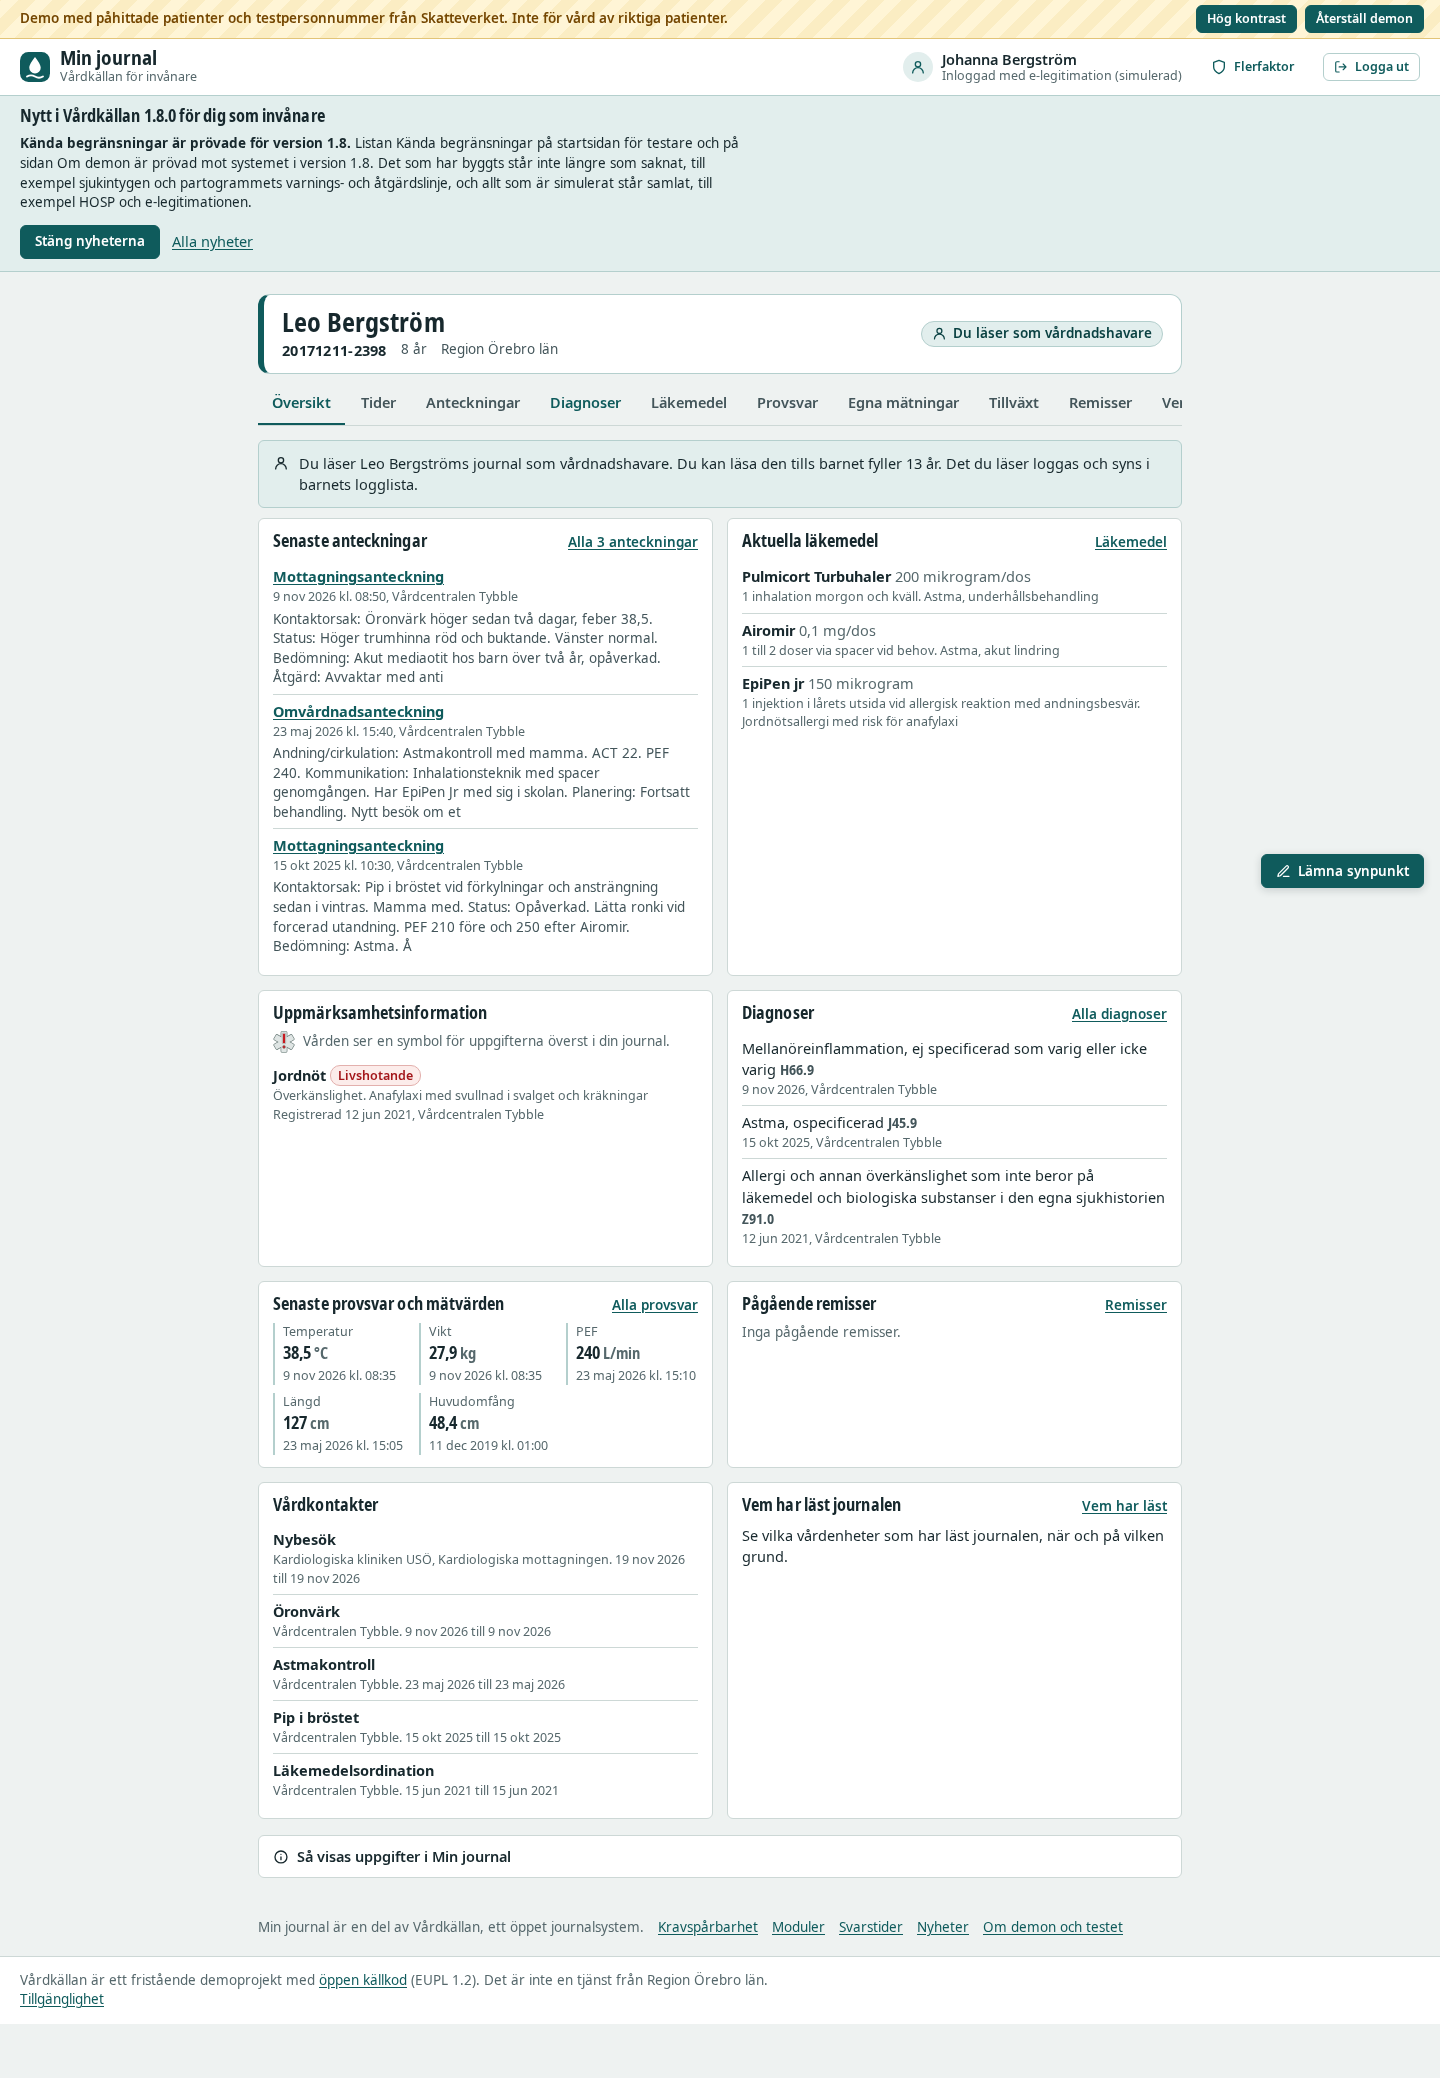 Demo med påhittade patienter och testpersonnummer från Skatteverket. Inte för vård av riktiga patienter.
Hög kontrast
Återställ demon
Min journal
Vårdkällan för invånare
Johanna Bergström
Inloggad med e-legitimation (simulerad)
Flerfaktor
Logga ut
Nytt i Vårdkällan 1.8.0 för dig som invånare
Kända begränsningar är prövade för version 1.8. Listan Kända begränsningar på startsidan för testare och på
sidan Om demon är prövad mot systemet i version 1.8. Det som har byggts står inte längre som saknat, till
exempel sjukintygen och partogrammets varnings- och åtgärdslinje, och allt som är simulerat står samlat, till
exempel HOSP och e-legitimationen.
Stäng nyheterna
Alla nyheter
Leo Bergström
20171211-2398 8 år Region Örebro län
Du läser som vårdnadshavare
Översikt Tider Anteckningar Diagnoser Läkemedel Provsvar Egna mätningar Tillväxt Remisser Ver
Du läser Leo Bergströms journal som vårdnadshavare. Du kan läsa den tills barnet fyller 13 år. Det du läser loggas och syns i
barnets logglista.
Senaste anteckningar
Alla 3 anteckningar
Mottagningsanteckning
9 nov 2026 kl. 08:50, Vårdcentralen Tybble
Kontaktorsak: Öronvärk höger sedan två dagar, feber 38,5.
Status: Höger trumhinna röd och buktande. Vänster normal.
Bedömning: Akut mediaotit hos barn över två år, opåverkad.
Åtgärd: Avvaktar med anti
Omvårdnadsanteckning
23 maj 2026 kl. 15:40, Vårdcentralen Tybble
Andning/cirkulation: Astmakontroll med mamma. ACT 22. PEF
240. Kommunikation: Inhalationsteknik med spacer
genomgången. Har EpiPen Jr med sig i skolan. Planering: Fortsatt
behandling. Nytt besök om et
Mottagningsanteckning
15 okt 2025 kl. 10:30, Vårdcentralen Tybble
Kontaktorsak: Pip i bröstet vid förkylningar och ansträngning
sedan i vintras. Mamma med. Status: Opåverkad. Lätta ronki vid
forcerad utandning. PEF 210 före och 250 efter Airomir.
Bedömning: Astma. Å
Aktuella läkemedel
Läkemedel
Pulmicort Turbuhaler 200 mikrogram/dos
1 inhalation morgon och kväll. Astma, underhållsbehandling
Airomir 0,1 mg/dos
1 till 2 doser via spacer vid behov. Astma, akut lindring
EpiPen jr 150 mikrogram
1 injektion i lårets utsida vid allergisk reaktion med andningsbesvär.
Jordnötsallergi med risk för anafylaxi
Lämna synpunkt
Uppmärksamhetsinformation
Vården ser en symbol för uppgifterna överst i din journal.
Jordnöt Livshotande
Överkänslighet. Anafylaxi med svullnad i svalget och kräkningar
Registrerad 12 jun 2021, Vårdcentralen Tybble
Diagnoser
Alla diagnoser
Mellanöreinflammation, ej specificerad som varig eller icke
varig H66.9
9 nov 2026, Vårdcentralen Tybble
Astma, ospecificerad J45.9
15 okt 2025, Vårdcentralen Tybble
Allergi och annan överkänslighet som inte beror på
läkemedel och biologiska substanser i den egna sjukhistorien
Z91.0
12 jun 2021, Vårdcentralen Tybble
Senaste provsvar och mätvärden
Alla provsvar
Temperatur Vikt PEF
38,5 °C 27,9 kg 240 L/min
9 nov 2026 kl. 08:35 9 nov 2026 kl. 08:35 23 maj 2026 kl. 15:10
Längd Huvudomfång
127 cm 48,4 cm
23 maj 2026 kl. 15:05 11 dec 2019 kl. 01:00
Pågående remisser
Remisser
Inga pågående remisser.
Vårdkontakter
Nybesök
Kardiologiska kliniken USÖ, Kardiologiska mottagningen. 19 nov 2026
till 19 nov 2026
Öronvärk
Vårdcentralen Tybble. 9 nov 2026 till 9 nov 2026
Astmakontroll
Vårdcentralen Tybble. 23 maj 2026 till 23 maj 2026
Pip i bröstet
Vårdcentralen Tybble. 15 okt 2025 till 15 okt 2025
Läkemedelsordination
Vårdcentralen Tybble. 15 jun 2021 till 15 jun 2021
Vem har läst journalen
Vem har läst
Se vilka vårdenheter som har läst journalen, när och på vilken
grund.
Så visas uppgifter i Min journal
Min journal är en del av Vårdkällan, ett öppet journalsystem. Kravspårbarhet Moduler Svarstider Nyheter Om demon och testet
Vårdkällan är ett fristående demoprojekt med öppen källkod (EUPL 1.2). Det är inte en tjänst från Region Örebro län.
Tillgänglighet